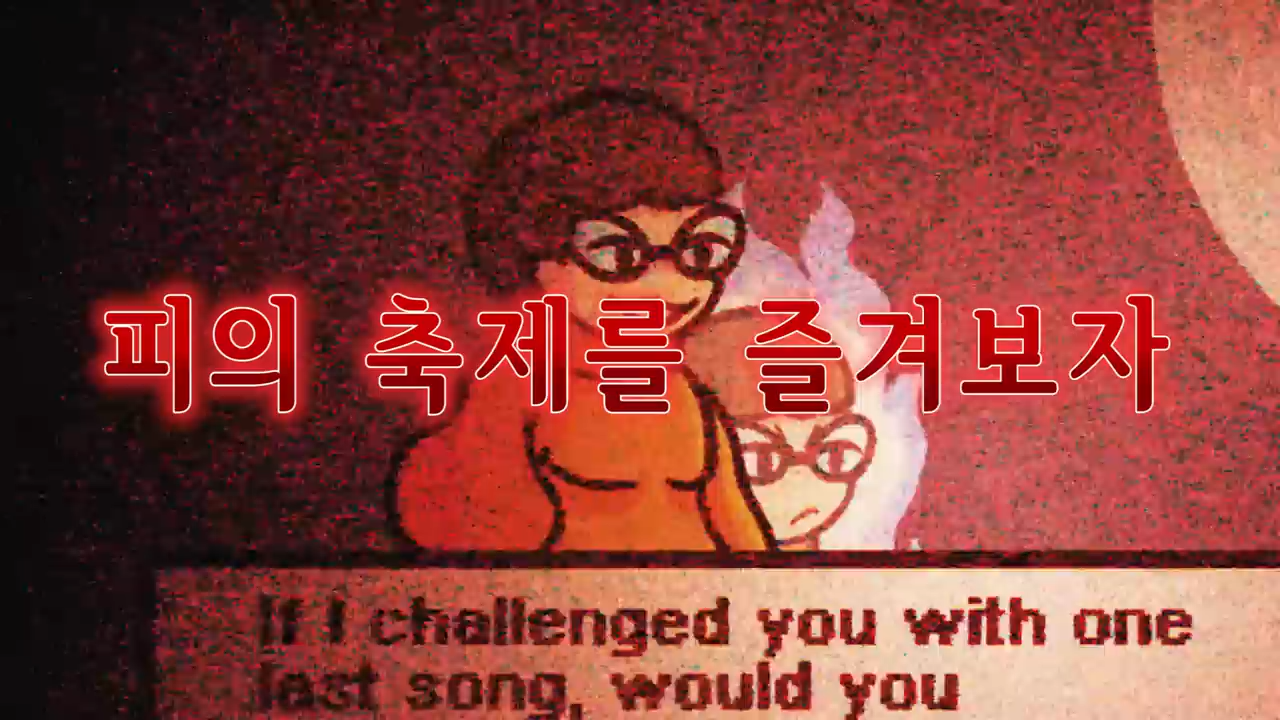 피의 축제를 즐겨보자
If I challenged you with one
last song, would you